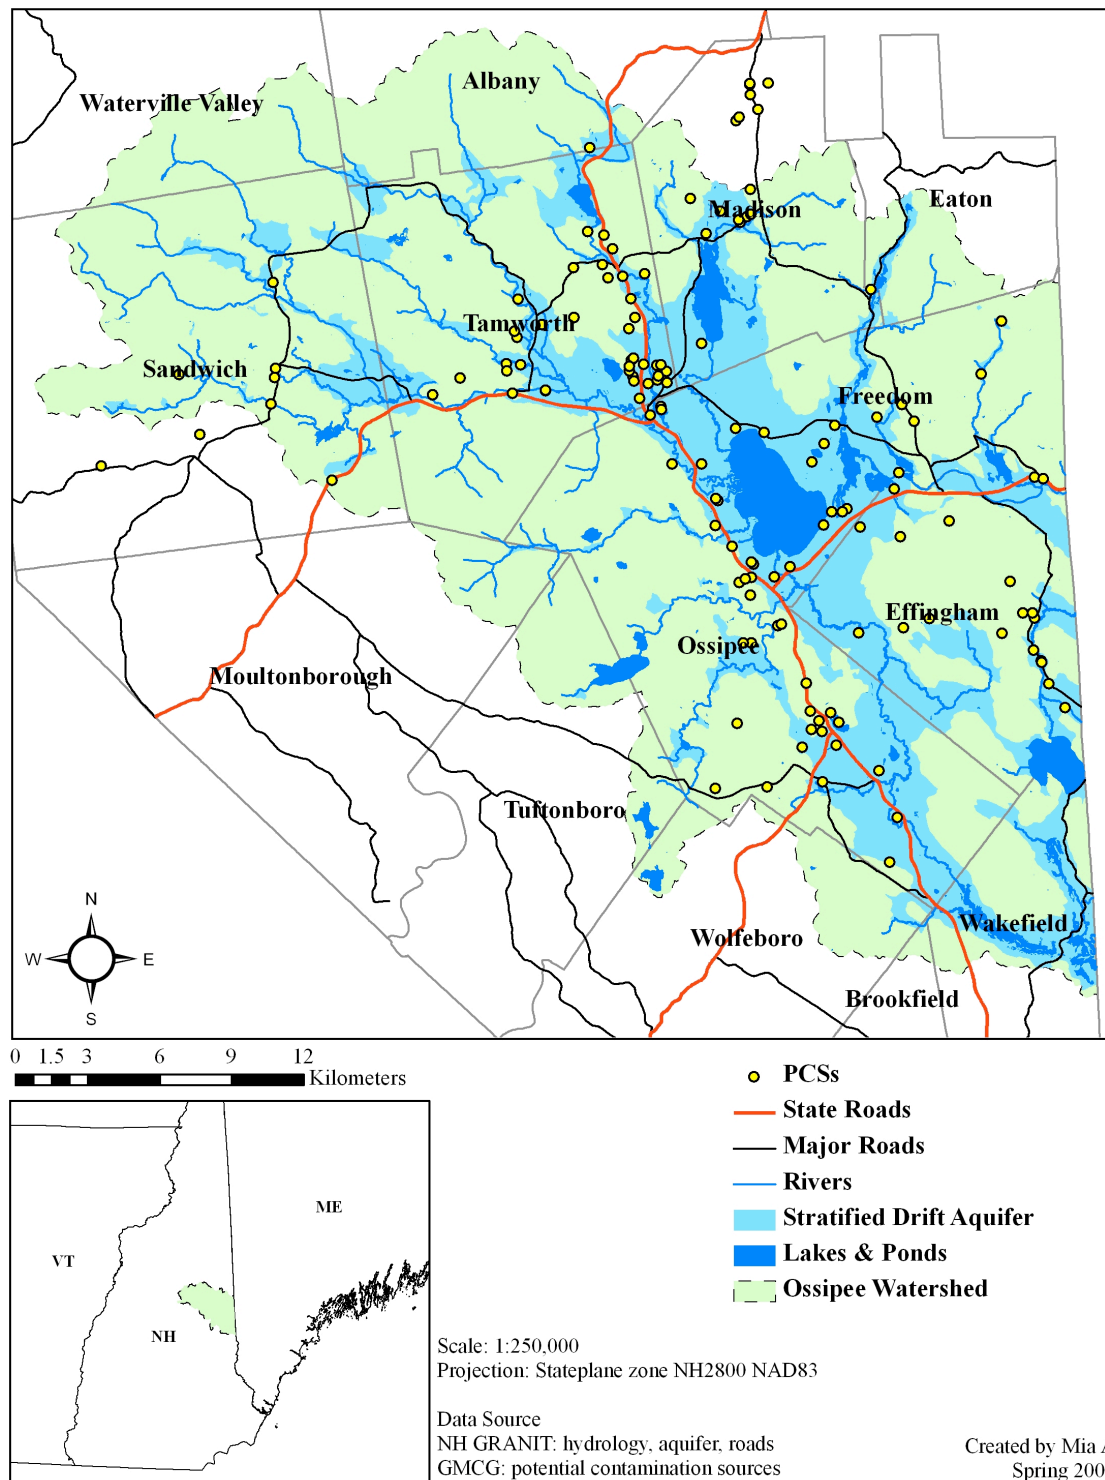 Albany
Waterville Valley
Eaton
Madison
Tamworth
Sandwich
Freedom
Effingham
Ossipee
Moultonborough
Tuftonboro
Wakefield
Wolfeboro
Brookfield
N
W E
S
0 1.5 3 6 9 12
Kilometers
PCSs
State Roads
Major Roads
Rivers
Stratified Drift Aquifer
Lakes & Ponds
Ossipee Watershed
ME
VT
NH
Scale: 1:250,000
Projection: Stateplane zone NH2800 NAD83
Data Source
NH GRANIT: hydrology, aquifer, roads
GMCG: potential contamination sources
Created by Mia
Spring 200